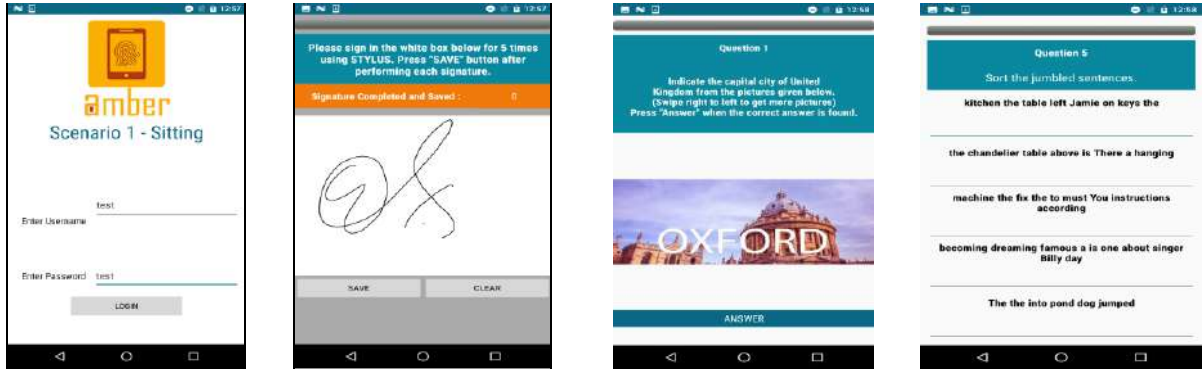 12:57
amber
Scenario 1 - Sitting
test
Enter Username
Enter Password
test
LOGIN
12:57
Please sign in the white box below for 5 times
using STYLUS. Press "SAVE" button after
performing each signature.
Signature Completed and Saved :
0
SAVE
CLEAR
12:59
Question 1
Indicate the capital city of United
Kingdom from the pictures given below.
(Swipe right to left to get more pictures)
Press "Answer" when the correct answer is found.
OXFORD
ANSWER
12:58
Question 5
Sort the jumbled sentences.
kitchen the table left Jamie on keys the
the chandelier table above is There a hanging
machine the fix the to must You instructions
according
becoming dreaming famous a is one about singer
Billy day
The the into pond dog jumped